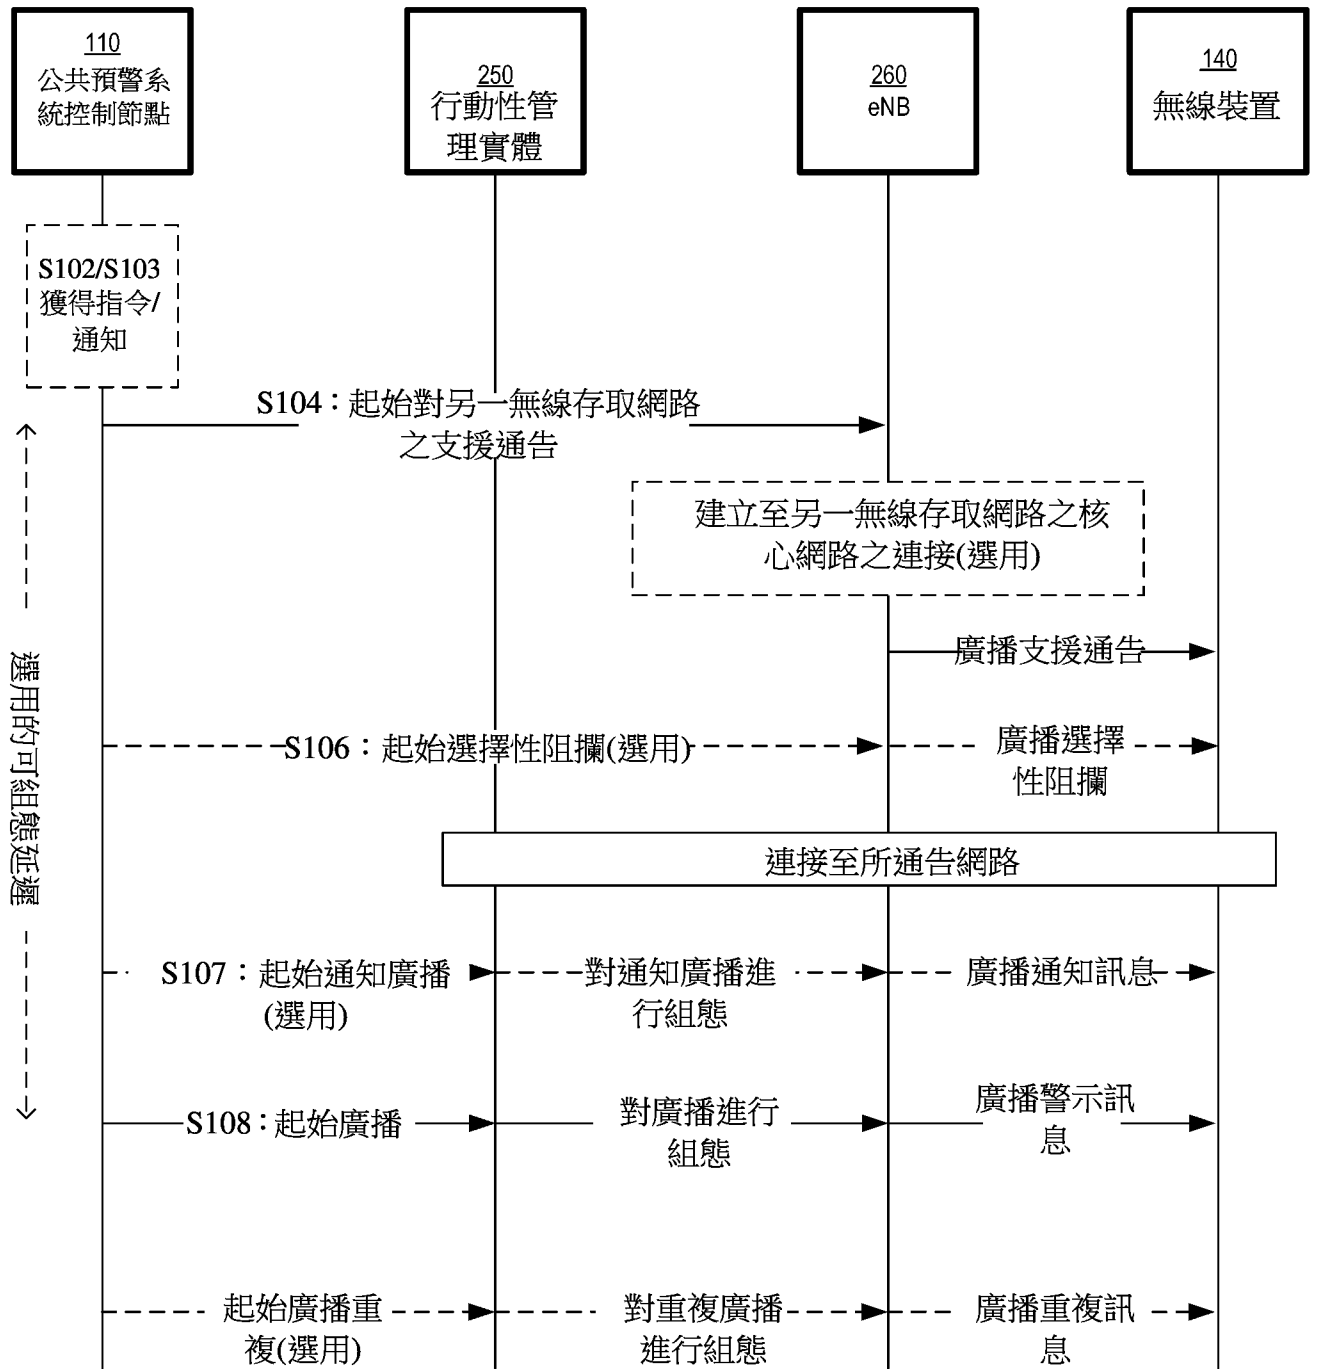 110
公共預警系
統控制節點
250
行動性管
理實體
260
eNB
140
無線裝置
S102/S103
獲得指令/
通知
S104：起始對另一無線存取網路
之支援通告
建立至另一無線存取網路之核
心網路之連接(選用)
廣播支援通告
選用的可組態延遲
S106：起始選擇性阻攔(選用)
廣播選擇
性阻攔
連接至所通告網路
S107：起始通知廣播
(選用)
對通知廣播進
行組態
廣播通知訊息
S108：起始廣播
對廣播進行
組態
廣播警示訊
息
起始廣播重
複(選用)
對重複廣播
進行組態
廣播重複訊
息